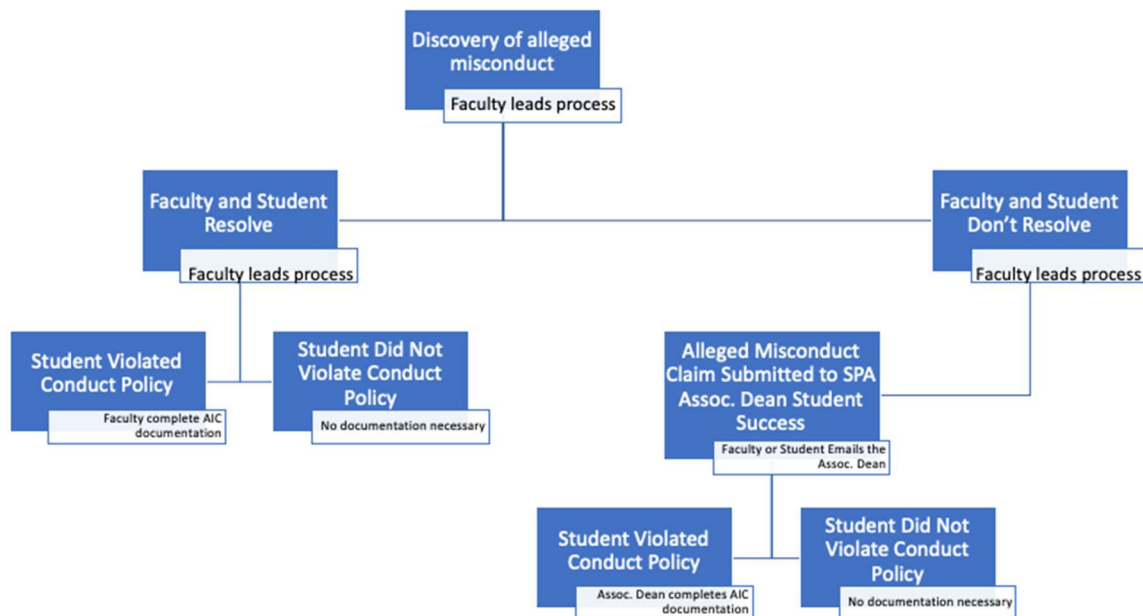 Discovery of alleged
misconduct
Faculty leads process
Faculty and Student
Resolve
Faculty leads process
Faculty and Student
Don't Resolve
Faculty leads process
Student Violated
Conduct Policy
Faculty complete AIC
documentation
Student Did Not
Violate Conduct
Policy
No documentation necessary
Alleged Misconduct
Claim Submitted to SPA
Assoc. Dean Student
Success
Faculty or Student Emails the
Assoc. Dean
Student Violated
Conduct Policy
Assoc. Dean completes AIC
documentation
Student Did Not
Violate Conduct
Policy
No documentation necessary